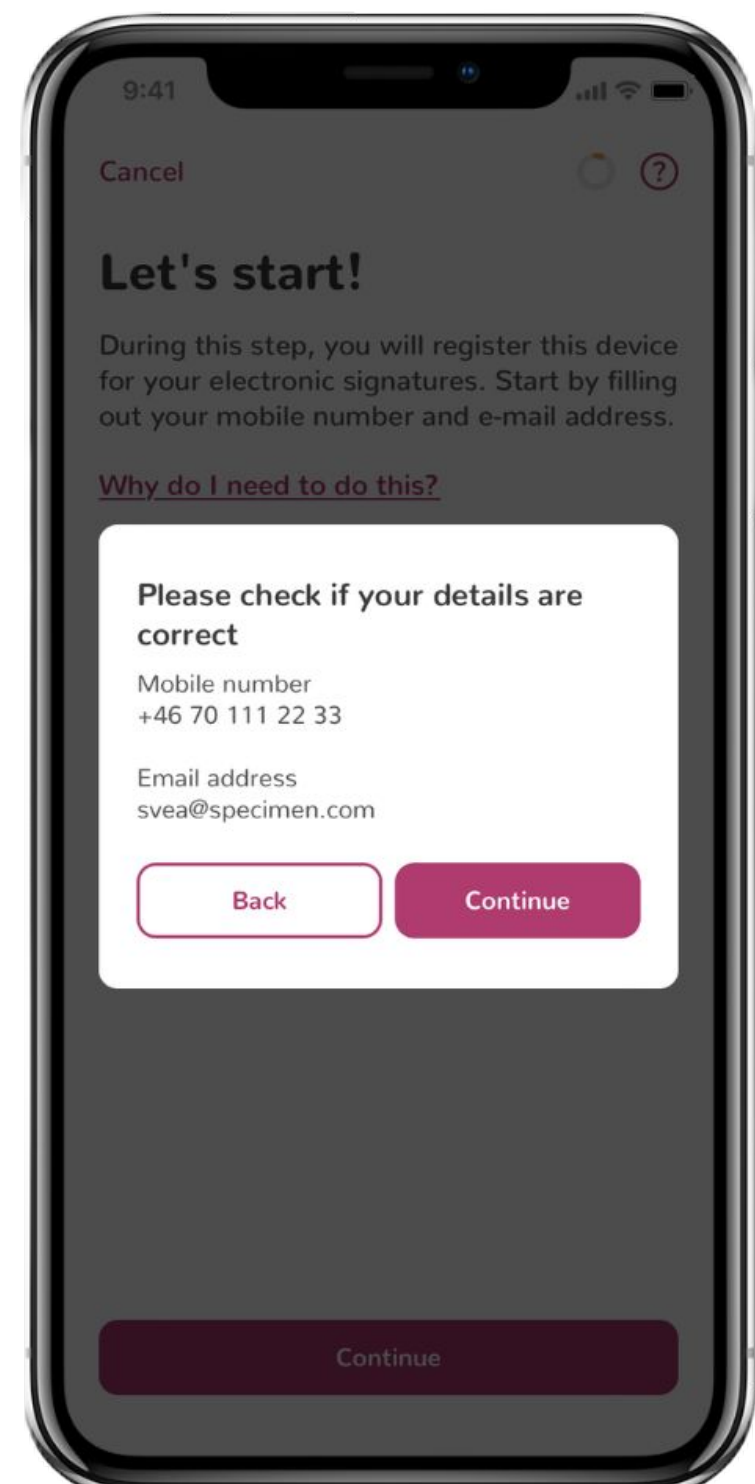 9:41
Cancel
?
Let's start!
During this step, you will register this device
for your electronic signatures. Start by filling
out your mobile number and e-mail address.
Why do I need to do this?
Please check if your details are
correct
Mobile number
+46 70 111 22 33
Email address
svea@specimen.com
Back Continue
Continue